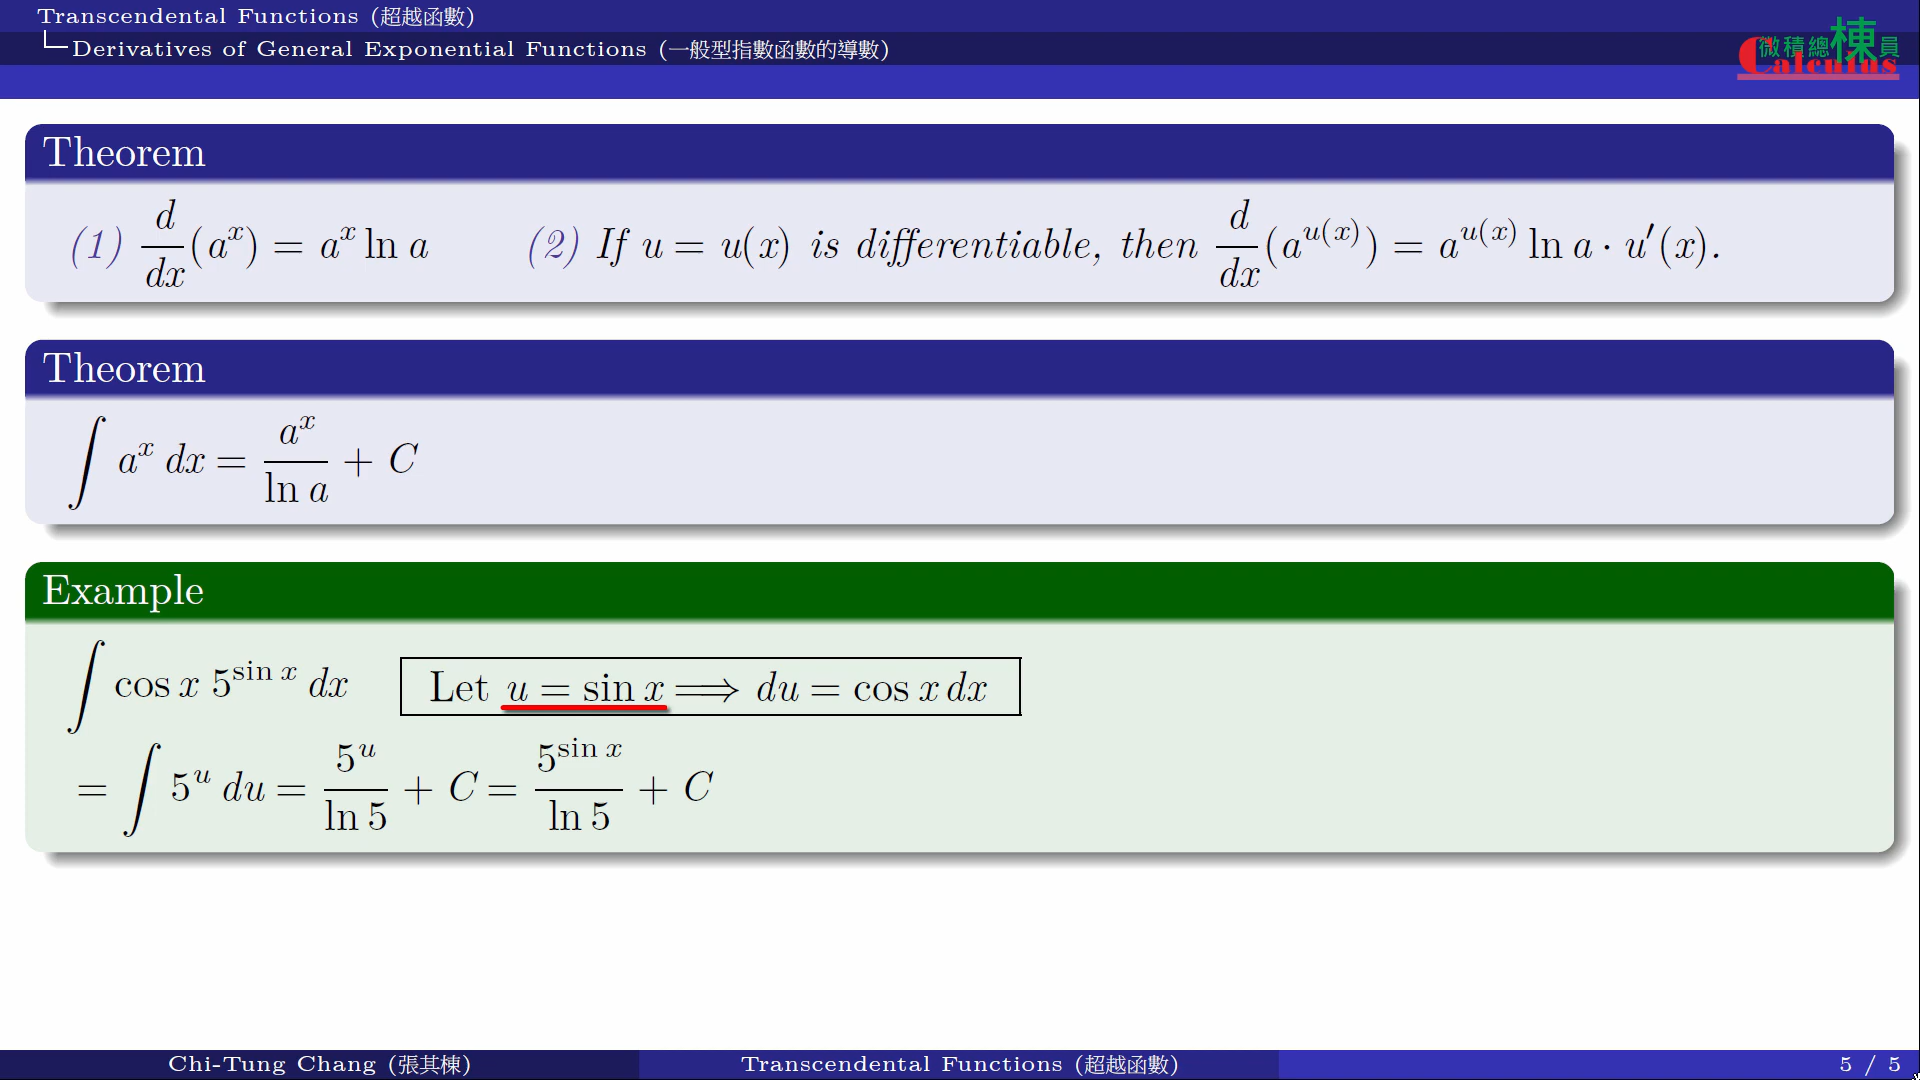 Transcendental Functions (超越函數)
Derivatives of General Exponential Functions (一般型指數函數的導數)
微積總棟員
Calculus
Theorem
(1) d/dx(a^x) = a^x ln a (2) If u = u(x) is differentiable, then d/dx(a^{u(x)}) = a^{u(x)} ln a · u′(x).
Theorem
∫ a^x dx = a^x/ln a + C
Example
∫ cos x 5^{sin x} dx Let u = sin x ⟹ du = cos x dx
= ∫ 5^u du = 5^u/ln 5 + C = 5^{sin x}/ln 5 + C
Chi-Tung Chang (張其棟) Transcendental Functions (超越函數) 5 / 5